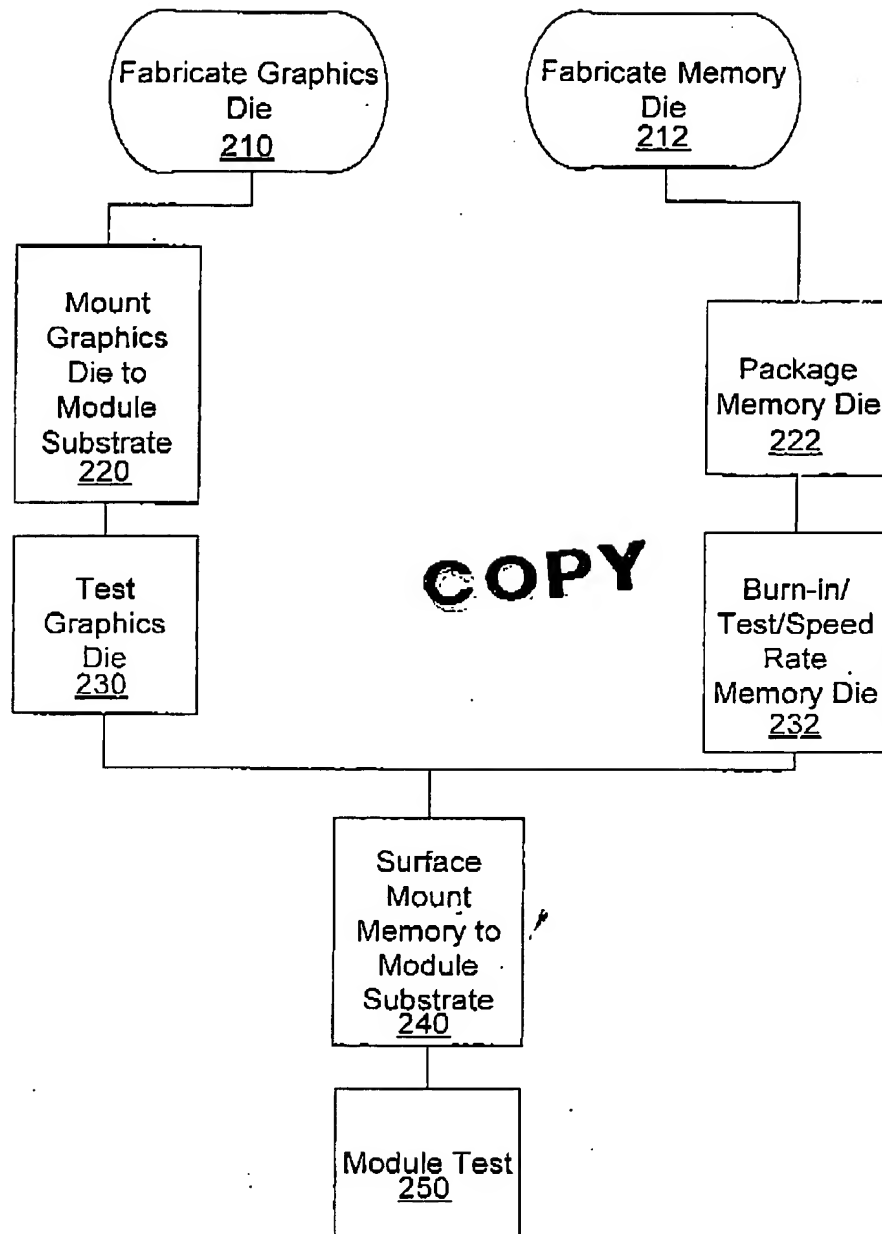 Fabricate Graphics
Die
210
Fabricate Memory
Die
212
Mount
Graphics
Die to
Module
Substrate
220
Package
Memory Die
222
Test
Graphics
Die
230
COPY
Burn-in/
Test/Speed
Rate
Memory Die
232
Surface
Mount
Memory to
Module
Substrate
240
Module Test
250